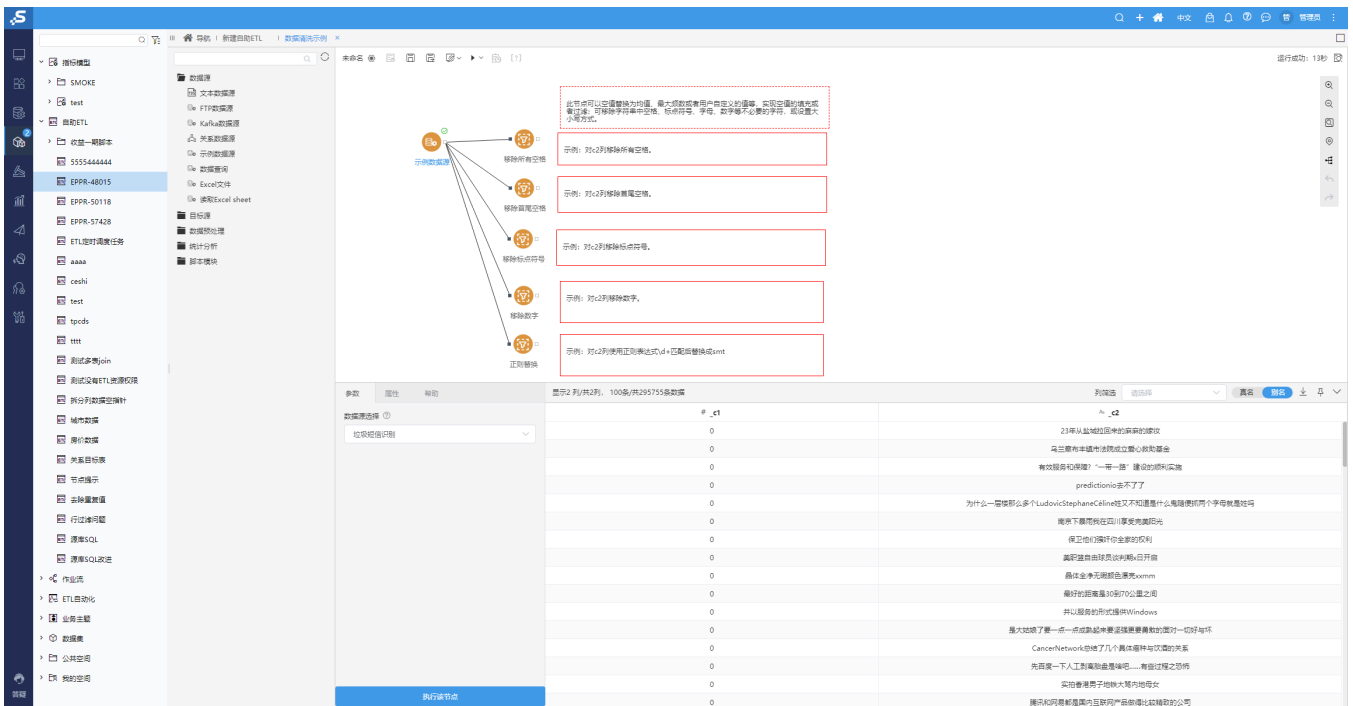 中文
管
管理员
导航
新建自助ETL
数据清洗示例
指标模型
SMOKE
test
自助ETL
收益一期脚本
5555444444
EPPR-48015
EPPR-50118
EPPR-57428
ETL定时调度任务
aaaa
ceshi
test
tpcds
tttt
测试多表join
测试没有ETL资源权限
拆分列数据空指针
城市数据
房价数据
关系目标表
节点提示
去除重复值
行过滤问题
源库SQL
源库SQL改进
作业流
ETL自动化
业务主题
数据集
公共空间
我的空间
2
数据源
文本数据源
FTP数据源
Kafka数据源
关系数据源
示例数据源
数据查询
Excel文件
读取Excel sheet
目标源
数据预处理
统计分析
脚本模块
未命名
运行成功：13秒
此节点可以空值替换为均值、最大频数或者用户自定义的值等，实现空值的填充或
者过滤；可移除字符串中空格、标点符号、字母、数字等不必要的字符，或设置大
小写方式。
示例数据源
移除所有空格
示例：对c2列移除所有空格。
移除首尾空格
示例：对c2列移除首尾空格。
移除标点符号
示例：对c2列移除标点符号。
移除数字
示例：对c2列移除数字。
正则替换
示例：对c2列使用正则表达式\d+匹配后替换成smt
参数
属性
帮助
数据源选择
垃圾短信识别
执行该节点
显示2 列/共2列， 100条/共295755条数据
列筛选
请选择
真名
别名
# _c1
_c2
0
23年从盐城拉回来的麻麻的嫁妆
0
乌兰察布丰镇市法院成立爱心救助基金
0
有效服务和保障？“一带一路”建设的顺利实施
0
predictionio去不了了
0
为什么一层楼那么多个LudovicStephaneCéline姓又不知道是什么鬼随便抓两个字母就是姓吗
0
南京下暴雨我在四川享受完美阳光
0
保卫他们强奸你全家的权利
0
美职篮自由球员谈判期x日开启
0
晶体全净无暇颜色漂亮xxmm
0
最好的距离是30到70公里之间
0
并以服务的形式提供Windows
0
是大姑娘了要一点一点成熟起来要坚强更要勇敢的面对一切好与坏
0
CancerNetwork总结了几个具体癌种与饮酒的关系
0
先百度一下人工剥离胎盘是啥吧……有些过程之恐怖
0
实拍香港男子地铁大骂内地母女
0
腾讯和网易都是国内互联网产品做得比较精致的公司